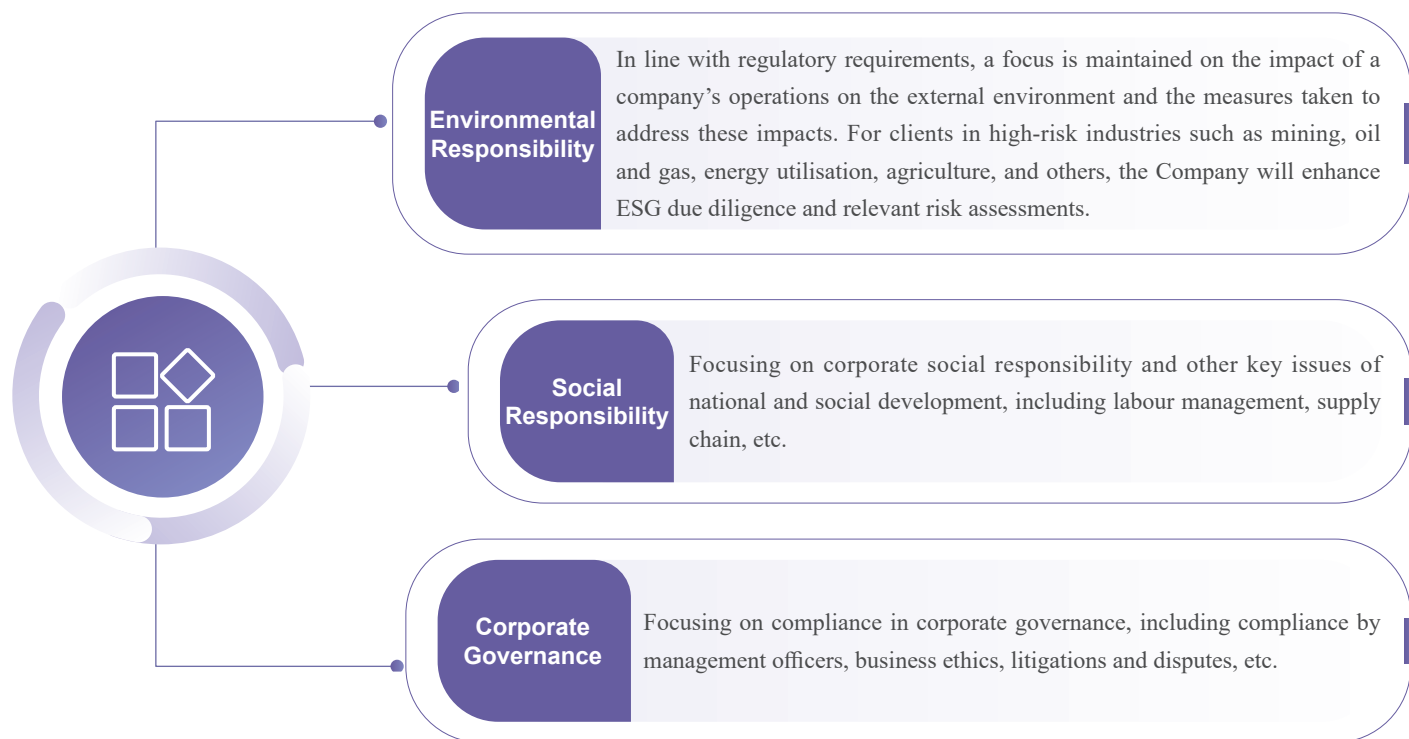 Environmental
Responsibility
In line with regulatory requirements, a focus is maintained on the impact of a
company’s operations on the external environment and the measures taken to
address these impacts. For clients in high-risk industries such as mining, oil
and gas, energy utilisation, agriculture, and others, the Company will enhance
ESG due diligence and relevant risk assessments.
Social
Responsibility
Focusing on corporate social responsibility and other key issues of
national and social development, including labour management, supply
chain, etc.
Corporate
Governance
Focusing on compliance in corporate governance, including compliance by
management officers, business ethics, litigations and disputes, etc.